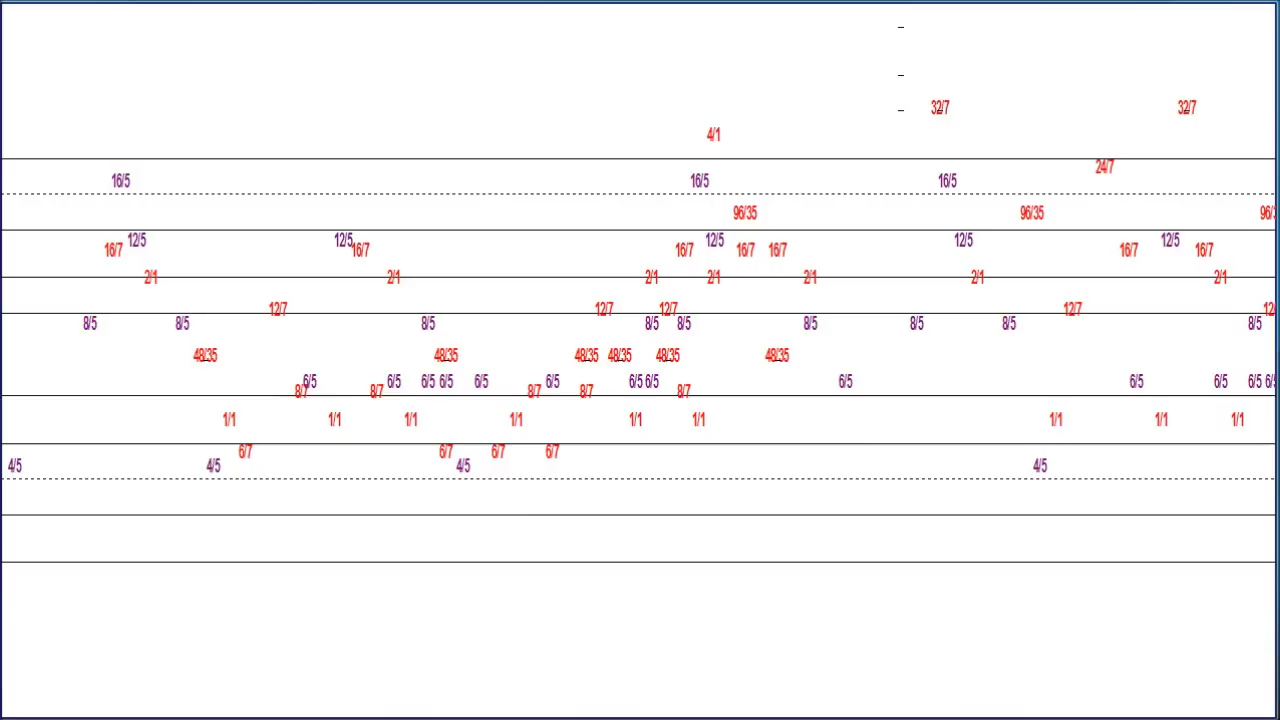 32/7 32/7
4/1
24/7
16/5 16/5 16/5
96/35 96/35
12/5 12/5 12/5 12/5 12/5
16/7 16/7 16/7 16/7 16/7 16/7 16/7
2/1 2/1 2/1 2/1 2/1 2/1 2/1
12/7 12/7 12/7 12/7
8/5 8/5 8/5 8/5 8/5 8/5 8/5 8/5 8/5
48/35 48/35 48/35 48/35 48/35 48/35
6/5 6/5 6/5 6/5 6/5 6/5 6/5 6/5 6/5 6/5 6/5 6/5
8/7 8/7 8/7 8/7 8/7
1/1 1/1 1/1 1/1 1/1 1/1 1/1 1/1 1/1
6/7 6/7 6/7 6/7
4/5 4/5 4/5 4/5